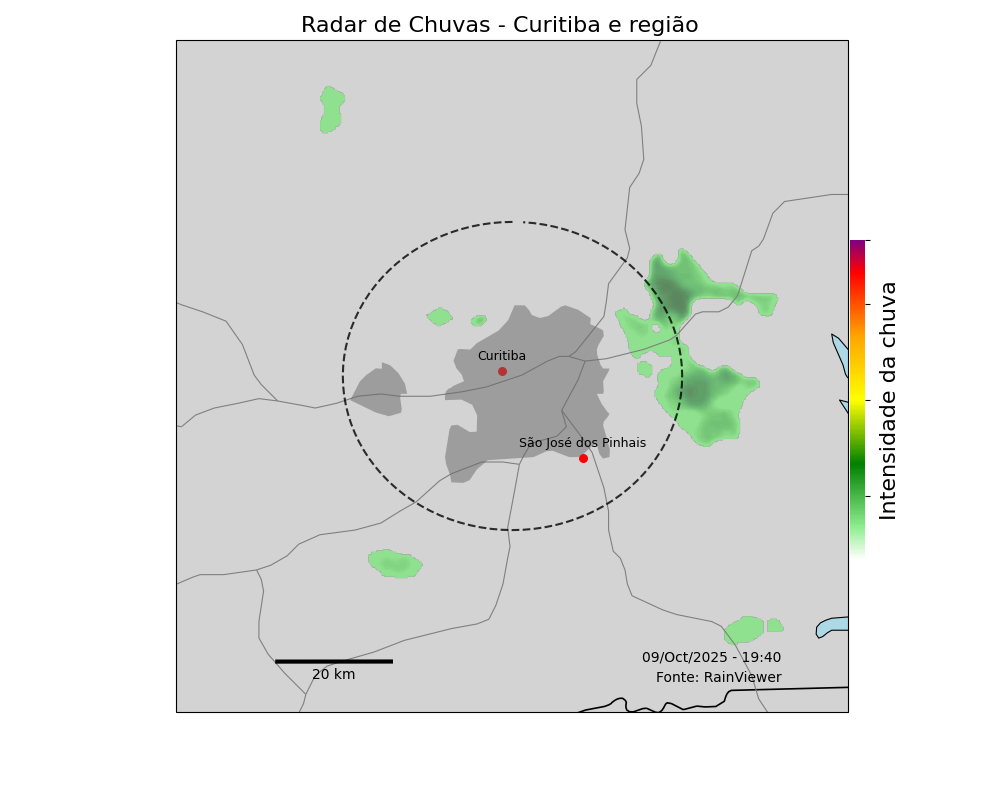 Radar de Chuvas - Curitiba e região
Curitiba
São José dos Pinhais
Intensidade da chuva
09/Oct/2025 - 19:40
Fonte: RainViewer
20 km